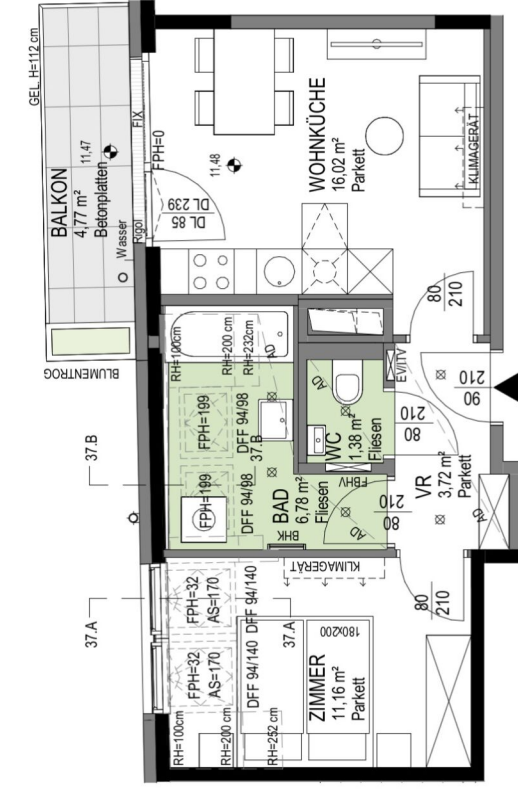 GEL. H=112 cm
BALKON
4,77 m²
Betonplatten
11,47
Wasser
Rigol
FIX
FPH=0
DL 85
DL 239
11,48
WOHNKÜCHE
16,02 m²
Parkett
KLIMAGERÄT
80
210
BLUMENTROG
RH=100cm
RH=200 cm
RH=232cm
AD
AD
WC
1,38 m²
Fliesen
EV/TV
80
210
90
210
37.B
37.B
FPH=199
DFF 94/98
FPH=199
DFF 94/98
BAD
6,78 m²
Fliesen
FBHV
BHK
AD
80
210
VR
3,72 m²
Parkett
AD
KLIMAGERÄT
37.A
37.A
FPH=32
AS=170
DFF 94/140
FPH=32
AS=170
DFF 94/140
180x200
80
210
RH=100cm
RH=200 cm
RH=252 cm
ZIMMER
11,16 m²
Parkett